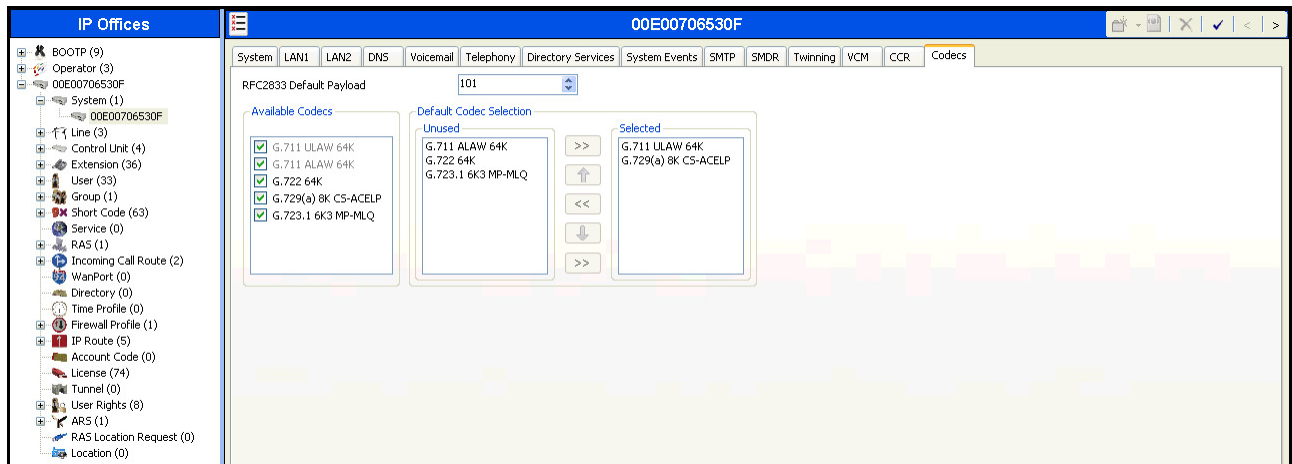 IP Offices
BOOTP (9)
Operator (3)
00E00706530F
System (1)
00E00706530F
Line (3)
Control Unit (4)
Extension (36)
User (33)
Group (1)
Short Code (63)
Service (0)
RAS (1)
Incoming Call Route (2)
WanPort (0)
Directory (0)
Time Profile (0)
Firewall Profile (1)
IP Route (5)
Account Code (0)
License (74)
Tunnel (0)
User Rights (8)
ARS (1)
RAS Location Request (0)
Location (0)
00E00706530F
System LAN1 LAN2 DNS Voicemail Telephony Directory Services System Events SMTP SMDR Twinning VCM CCR Codecs
RFC2833 Default Payload 101
Available Codecs
G.711 ULAW 64K
G.711 ALAW 64K
G.722 64K
G.729(a) 8K CS-ACELP
G.723.1 6K3 MP-MLQ
Default Codec Selection
Unused
G.711 ALAW 64K
G.722 64K
G.723.1 6K3 MP-MLQ
>>
<<
>>
Selected
G.711 ULAW 64K
G.729(a) 8K CS-ACELP